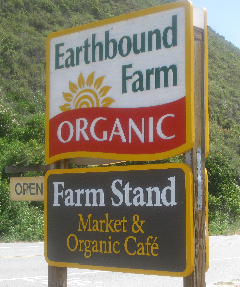 Earthbound
Farm
ORGANIC
OPEN
Farm Stand
Market &
Organic Café